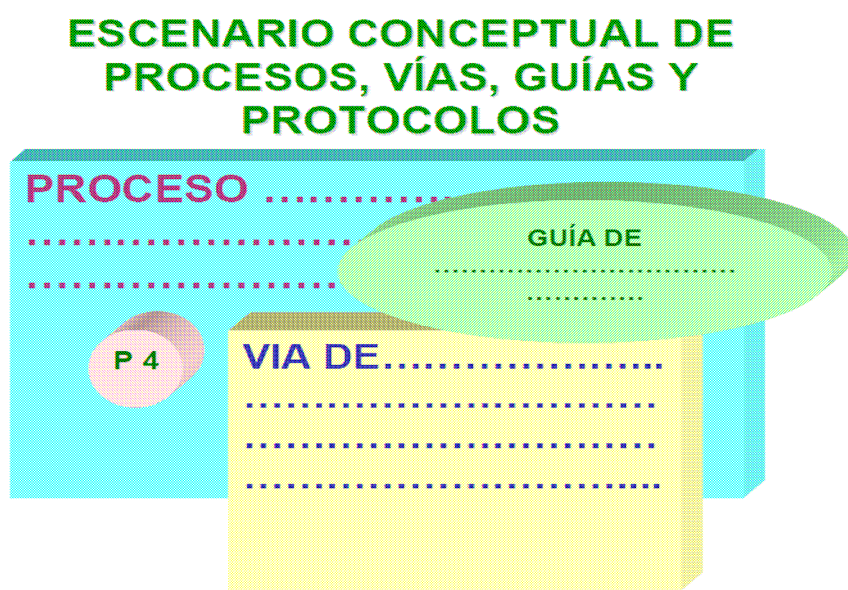 ESCENARIO CONCEPTUAL DE
PROCESOS, VÍAS, GUÍAS Y
PROTOCOLOS
PROCESO ............
......................
......................
GUÍA DE
................................
.............
P 4
VIA DE.....................
............................
............................
.............................